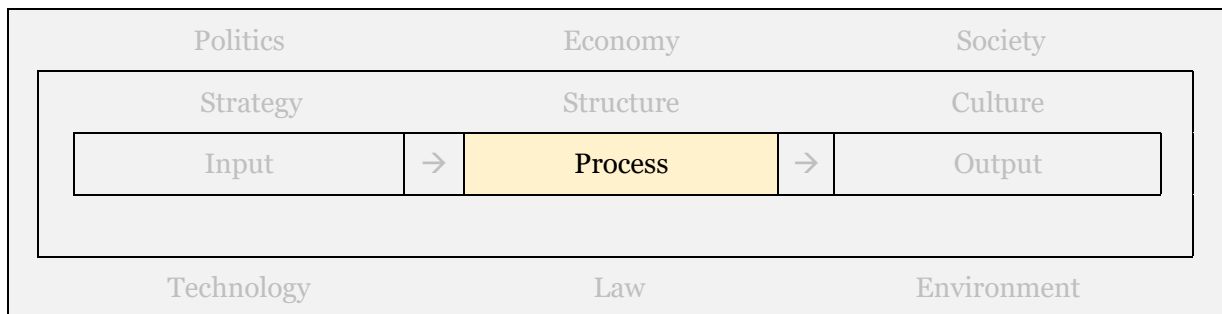 Politics Economy Society
Strategy Structure Culture
Input → Process → Output
Technology Law Environment